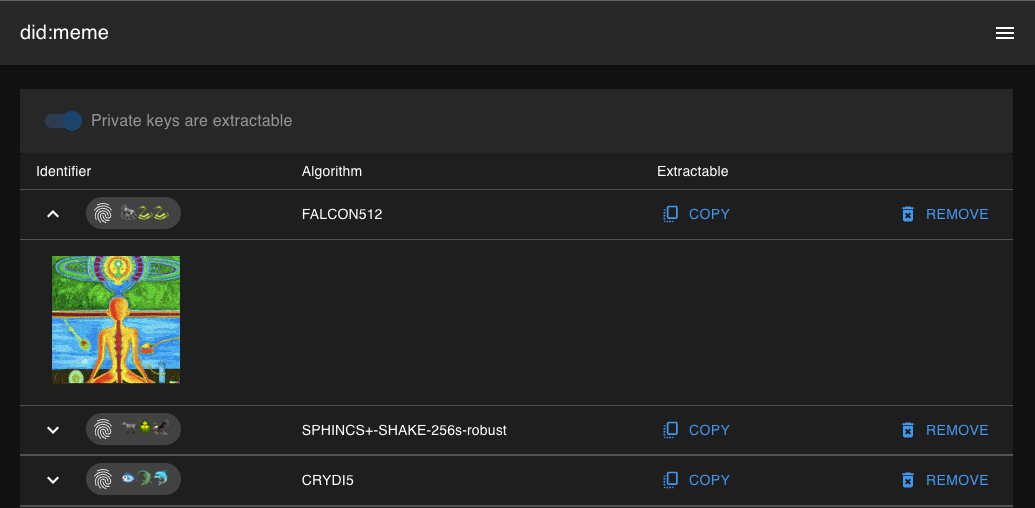 did:meme
Private keys are extractable
Identifier Algorithm Extractable
FALCON512 COPY REMOVE
SPHINCS+-SHAKE-256s-robust COPY REMOVE
CRYDI5 COPY REMOVE